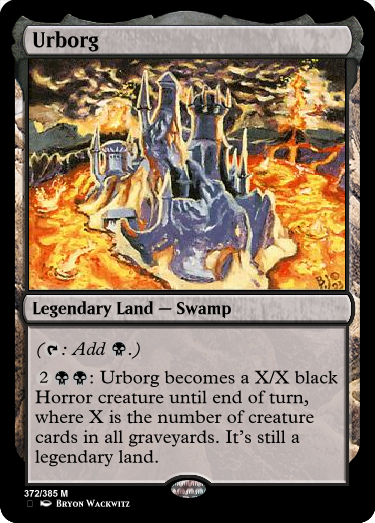 Urborg
Legendary Land — Swamp
(: Add .)
2 : Urborg becomes a X/X black
Horror creature until end of turn,
where X is the number of creature
cards in all graveyards. It's still a
legendary land.
372/385 M
Bryon Wackwitz